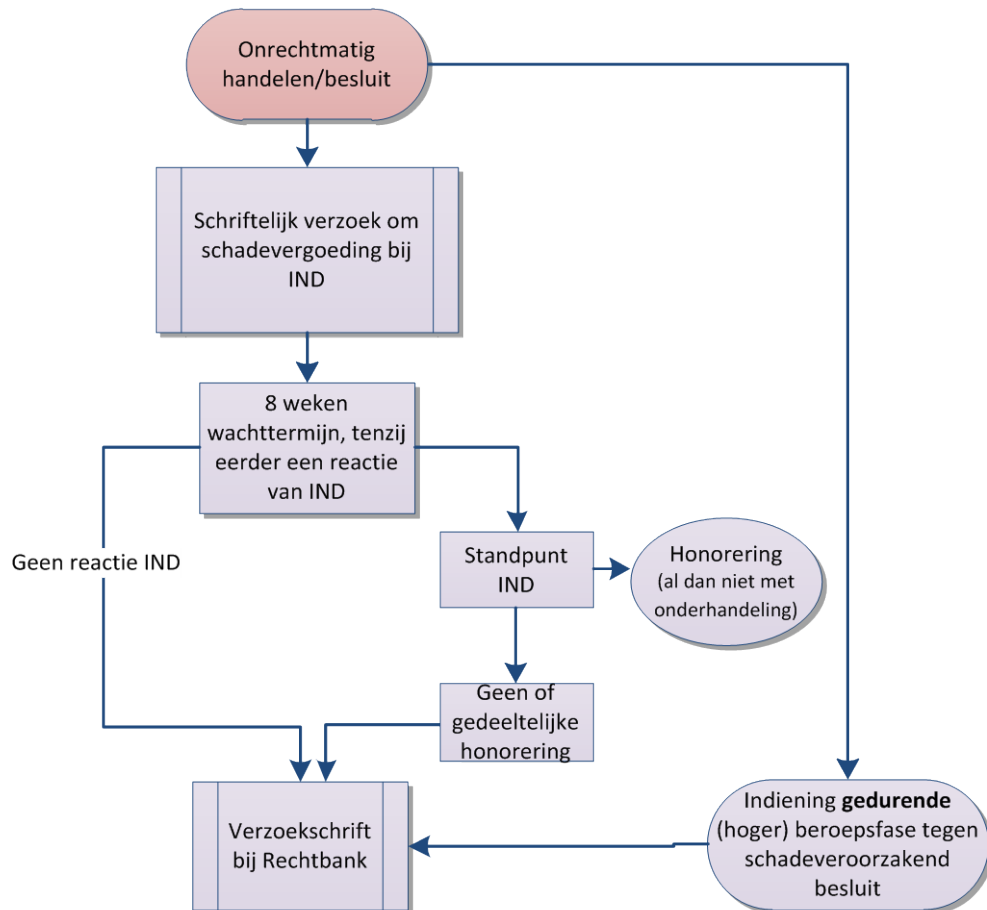 Onrechtmatig
handelen/besluit
Schriftelijk verzoek om
schadevergoeding bij
IND
8 weken
wachttermijn, tenzij
eerder een reactie
van IND
Geen reactie IND
Standpunt
IND
Honorering
(al dan niet met
onderhandeling)
Geen of
gedeeltelijke
honorering
Verzoekschrift
bij Rechtbank
Indiening gedurende
(hoger) beroepsfase tegen
schadeveroorzakend
besluit